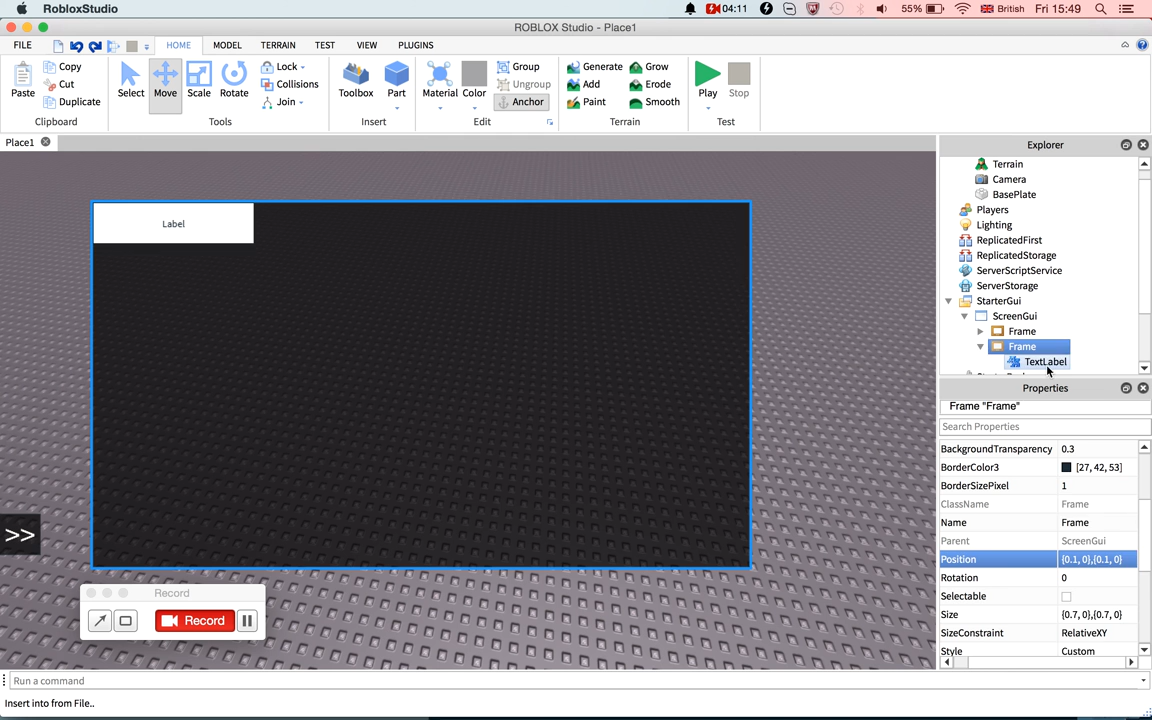 RobloxStudio
04:11
55%
British
Fri 15:49
ROBLOX Studio - Place1
FILE
HOME
MODEL
TERRAIN
TEST
VIEW
PLUGINS
Paste
Copy
Cut
Duplicate
Clipboard
Select
Move
Scale
Rotate
Lock
Collisions
Join
Tools
Toolbox
Part
Insert
Material
Color
Group
Ungroup
Anchor
Edit
Generate
Grow
Add
Erode
Paint
Smooth
Terrain
Play
Stop
Test
Place1
Label
>>
Record
Record
Explorer
Terrain
Camera
BasePlate
Players
Lighting
ReplicatedFirst
ReplicatedStorage
ServerScriptService
ServerStorage
StarterGui
ScreenGui
Frame
Frame
TextLabel
Properties
Frame "Frame"
Search Properties
BackgroundTransparency 0.3
BorderColor3 [27, 42, 53]
BorderSizePixel 1
ClassName Frame
Name Frame
Parent ScreenGui
Position {0.1, 0},{0.1, 0}
Rotation 0
Selectable
Size {0.7, 0},{0.7, 0}
SizeConstraint RelativeXY
Style Custom
Run a command
Insert into from File..